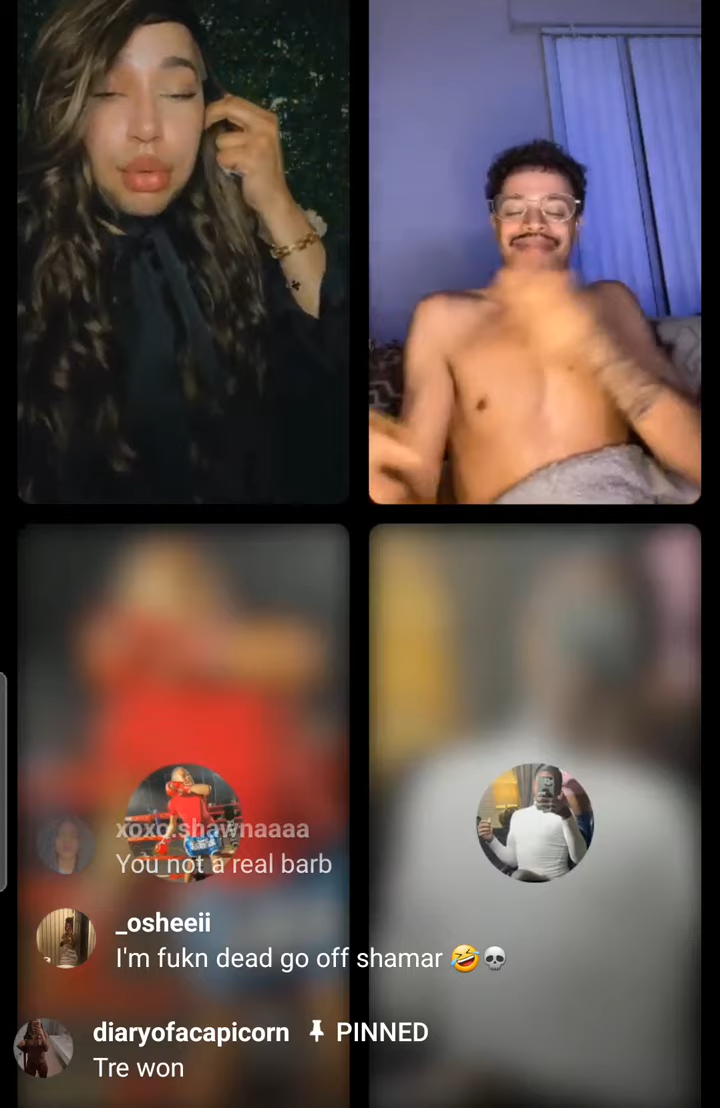 xoxo.shawnaaaa
You not a real barb
_osheeii
I'm fukn dead go off shamar 🤣💀
diaryofacapicorn 📌 PINNED
Tre won